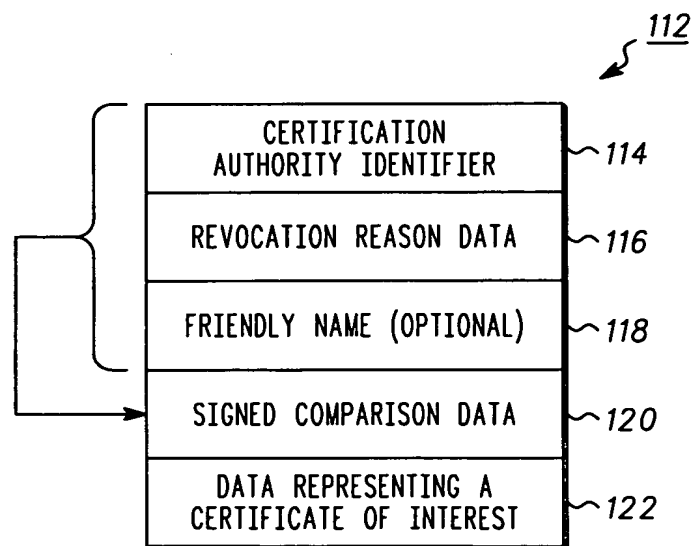 112
CERTIFICATION
AUTHORITY IDENTIFIER
114
REVOCATION REASON DATA
116
FRIENDLY NAME (OPTIONAL)
118
SIGNED COMPARISON DATA
120
DATA REPRESENTING A
CERTIFICATE OF INTEREST
122